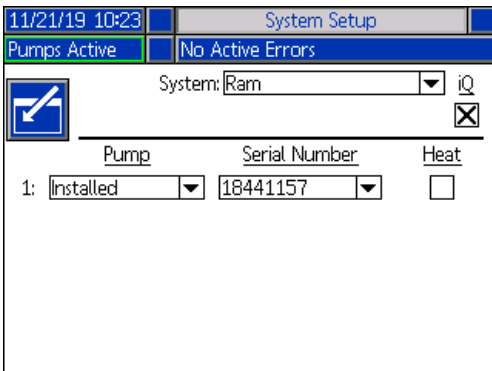 11/21/19 10:23 System Setup
Pumps Active No Active Errors
System: Ram iQ
Pump Serial Number Heat
1: Installed 18441157